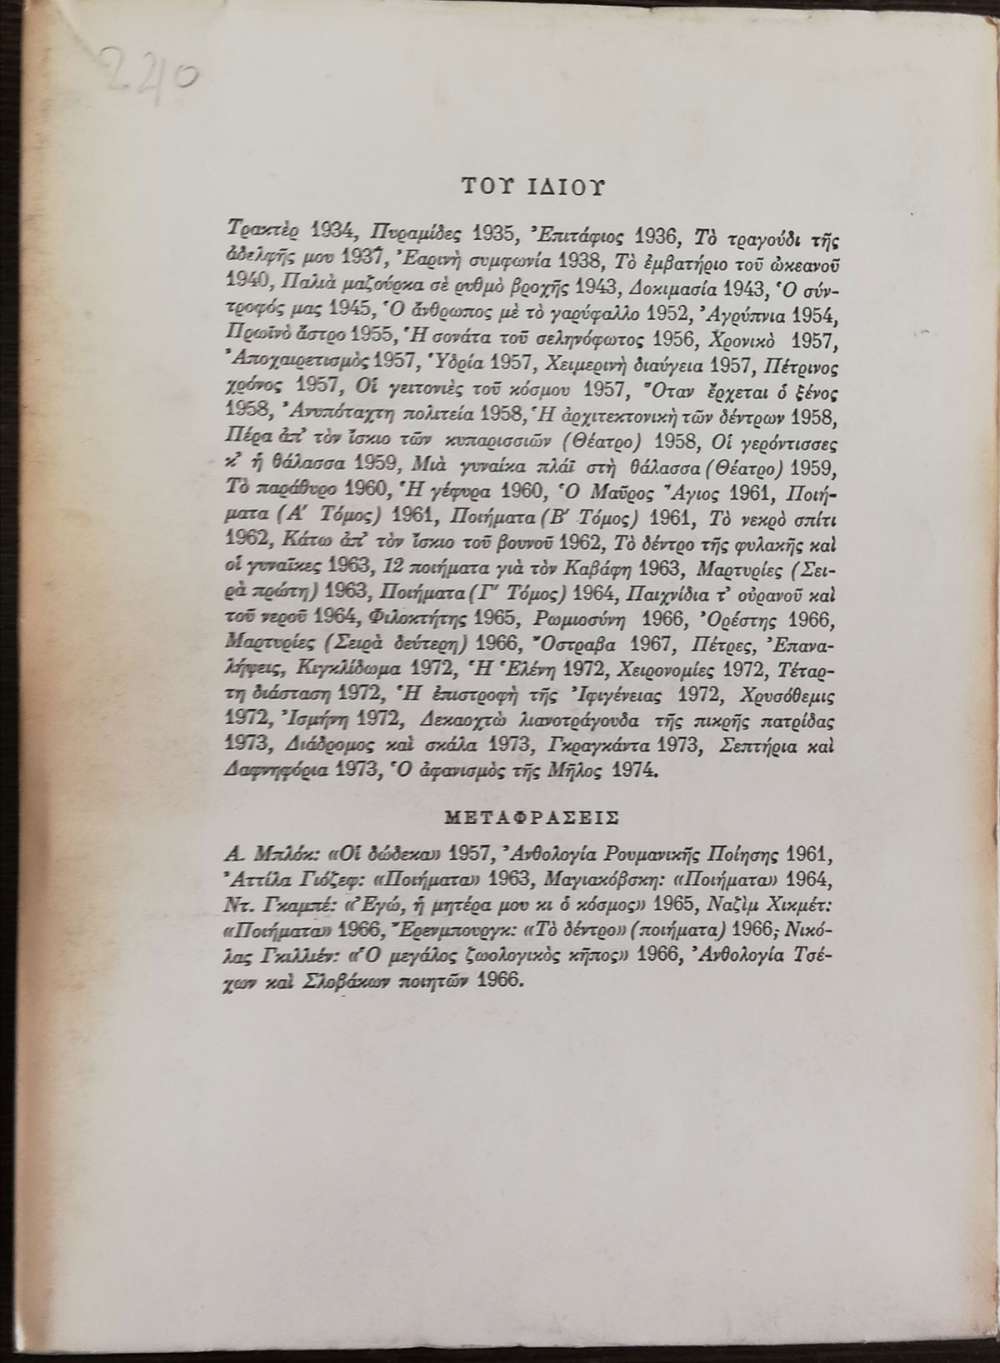 220
ΤΟΥ ΙΔΙΟΥ
Τρακτὲρ 1934, Πυραμίδες 1935, Ἐπιτάφιος 1936, Τὸ τραγούδι τῆς
ἀδελφῆς μου 1937, Ἐαρινὴ συμφωνία 1938, Τὸ ἐμβατήριο τοῦ ὠκεανοῦ
1940, Παλιὰ μαζούρκα σὲ ρυθμὸ βροχῆς 1943, Δοκιμασία 1943, Ὁ σύν-
τροφός μας 1945, Ὁ ἄνθρωπος μὲ τὸ γαρύφαλλο 1952, Ἀγρύπνια 1954,
Πρωϊνὸ ἄστρο 1955, Ἡ σονάτα τοῦ σεληνόφωτος 1956, Χρονικὸ 1957,
Ἀποχαιρετισμὸς 1957, Ὑδρία 1957, Χειμερινὴ διαύγεια 1957, Πέτρινος
χρόνος 1957, Οἱ γειτονιὲς τοῦ κόσμου 1957, Ὅταν ἔρχεται ὁ ξένος
1958, Ἀνυπόταχτη πολιτεία 1958, Ἡ ἀρχιτεκτονικὴ τῶν δέντρων 1958,
Πέρα ἀπ' τὸν ἴσκιο τῶν κυπαρισσιῶν (Θέατρο) 1958, Οἱ γερόντισσες
κ' ἡ θάλασσα 1959, Μιὰ γυναίκα πλάϊ στὴ θάλασσα (Θέατρο) 1959,
Τὸ παράθυρο 1960, Ἡ γέφυρα 1960, Ὁ Μαῦρος Ἅγιος 1961, Ποιή-
ματα (Α' Τόμος) 1961, Ποιήματα (Β' Τόμος) 1961, Τὸ νεκρὸ σπίτι
1962, Κάτω ἀπ' τὸν ἴσκιο τοῦ βουνοῦ 1962, Τὸ δέντρο τῆς φυλακῆς καὶ
οἱ γυναῖκες 1963, 12 ποιήματα γιὰ τὸν Καβάφη 1963, Μαρτυρίες (Σει-
ρὰ πρώτη) 1963, Ποιήματα (Γ' Τόμος) 1964, Παιχνίδια τ' οὐρανοῦ καὶ
τοῦ νεροῦ 1964, Φιλοκτήτης 1965, Ρωμιοσύνη 1966, Ὀρέστης 1966,
Μαρτυρίες (Σειρὰ δεύτερη) 1966, Ὄστραβα 1967, Πέτρες, Ἐπανα-
λήψεις, Κιγκλίδωμα 1972, Ἡ Ἑλένη 1972, Χειρονομίες 1972, Τέταρ-
τη διάσταση 1972, Ἡ ἐπιστροφὴ τῆς Ἰφιγένειας 1972, Χρυσόθεμις
1972, Ἰσμήνη 1972, Δεκαοχτὼ λιανοτράγουδα τῆς πικρῆς πατρίδας
1973, Διάδρομος καὶ σκάλα 1973, Γκραγκάντα 1973, Σεπτήρια καὶ
Δαφνηφόρια 1973, Ὁ ἀφανισμὸς τῆς Μῆλος 1974.
ΜΕΤΑΦΡΑΣΕΙΣ
Α. Μπλόκ: «Οἱ δώδεκα» 1957, Ἀνθολογία Ρουμανικῆς Ποίησης 1961,
Ἀττίλα Γιόζεφ: «Ποιήματα» 1963, Μαγιακόβσκη: «Ποιήματα» 1964,
Ντ. Γκαμπέ: «Ἐγώ, ἡ μητέρα μου κι ὁ κόσμος» 1965, Ναζὶμ Χικμέτ:
«Ποιήματα» 1966, Ἔρενμπουργκ: «Τὸ δέντρο» (ποιήματα) 1966, Νικό-
λας Γκιλλιέν: «Ὁ μεγάλος ζωολογικὸς κῆπος» 1966, Ἀνθολογία Τσέ-
χων καὶ Σλοβάκων ποιητῶν 1966.